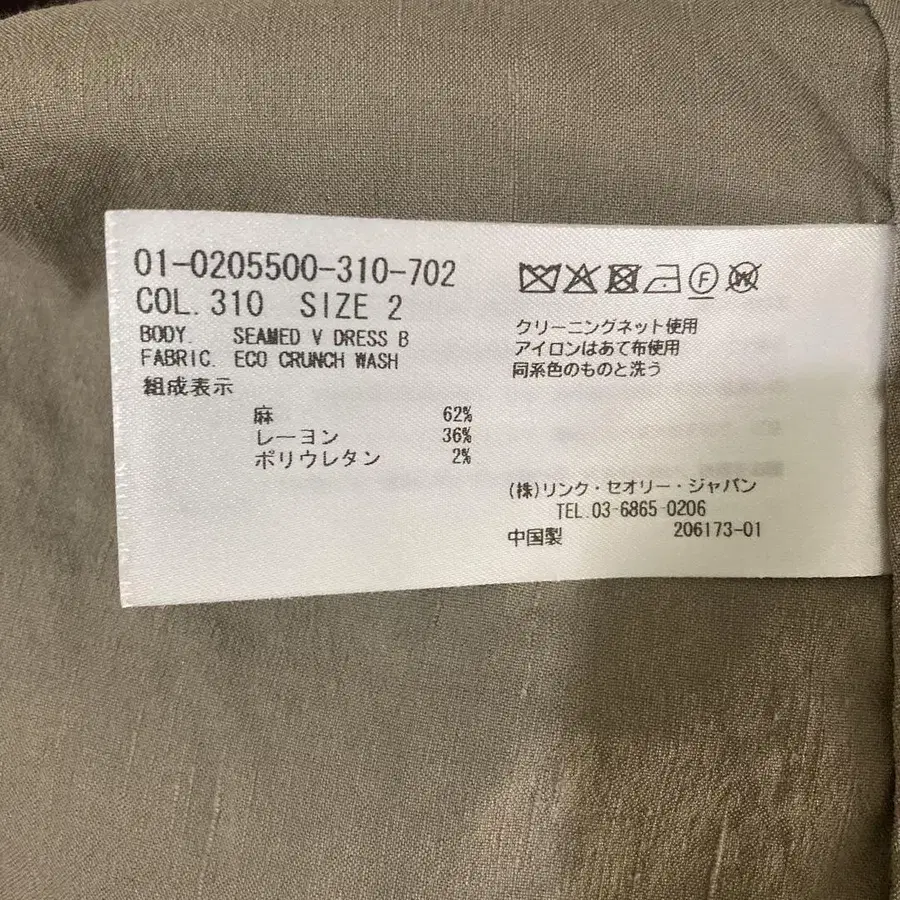 01-0205500-310-702
COL. 310 SIZE 2
BODY. SEAMED V DRESS B
FABRIC. ECO CRUNCH WASH
組成表示
麻 62%
レーヨン 36%
ポリウレタン 2%
F W
クリーニングネット使用
アイロンはあて布使用
同系色のものと洗う
(株)リンク・セオリー・ジャパン
TEL.03-6865-0206
中国製 206173-01